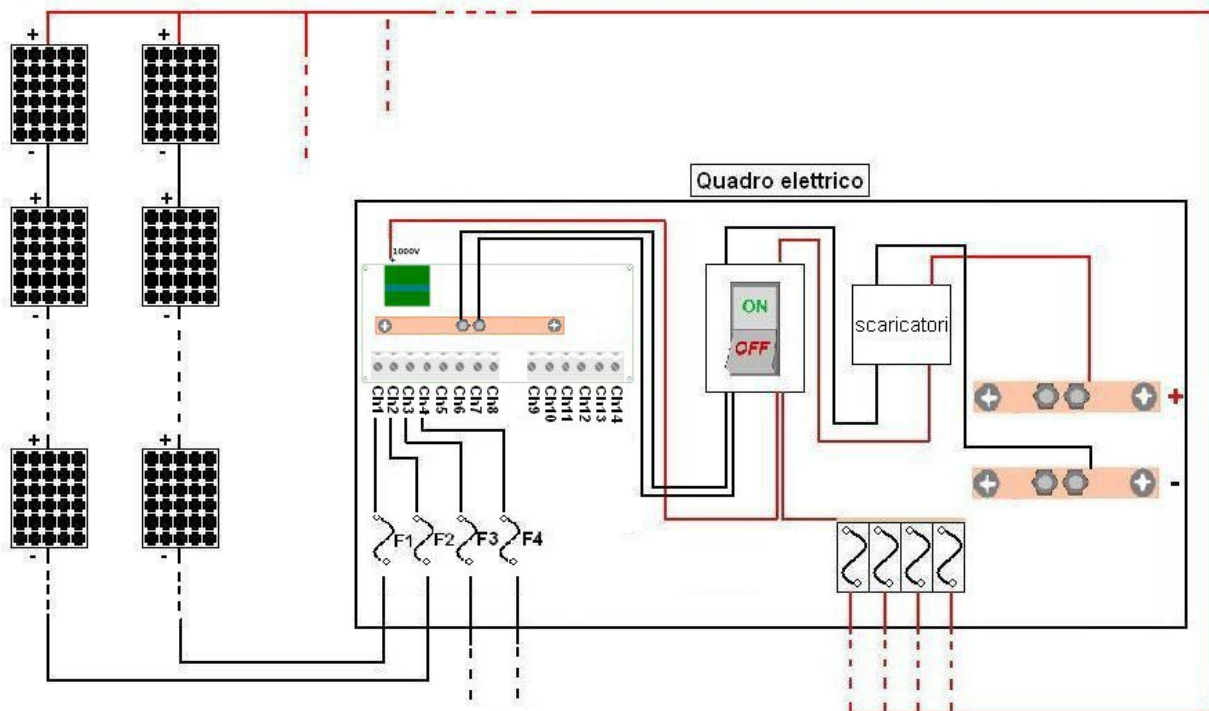 + +
- -
+ +
- -
+ +
- -
Quadro elettrico
1000V
+
ON
OFF
scaricatori
+
-
Ch1 Ch2 Ch3 Ch4 Ch5 Ch6 Ch7 Ch8 Ch9 Ch10 Ch11 Ch12 Ch13 Ch14
F1 F2 F3 F4